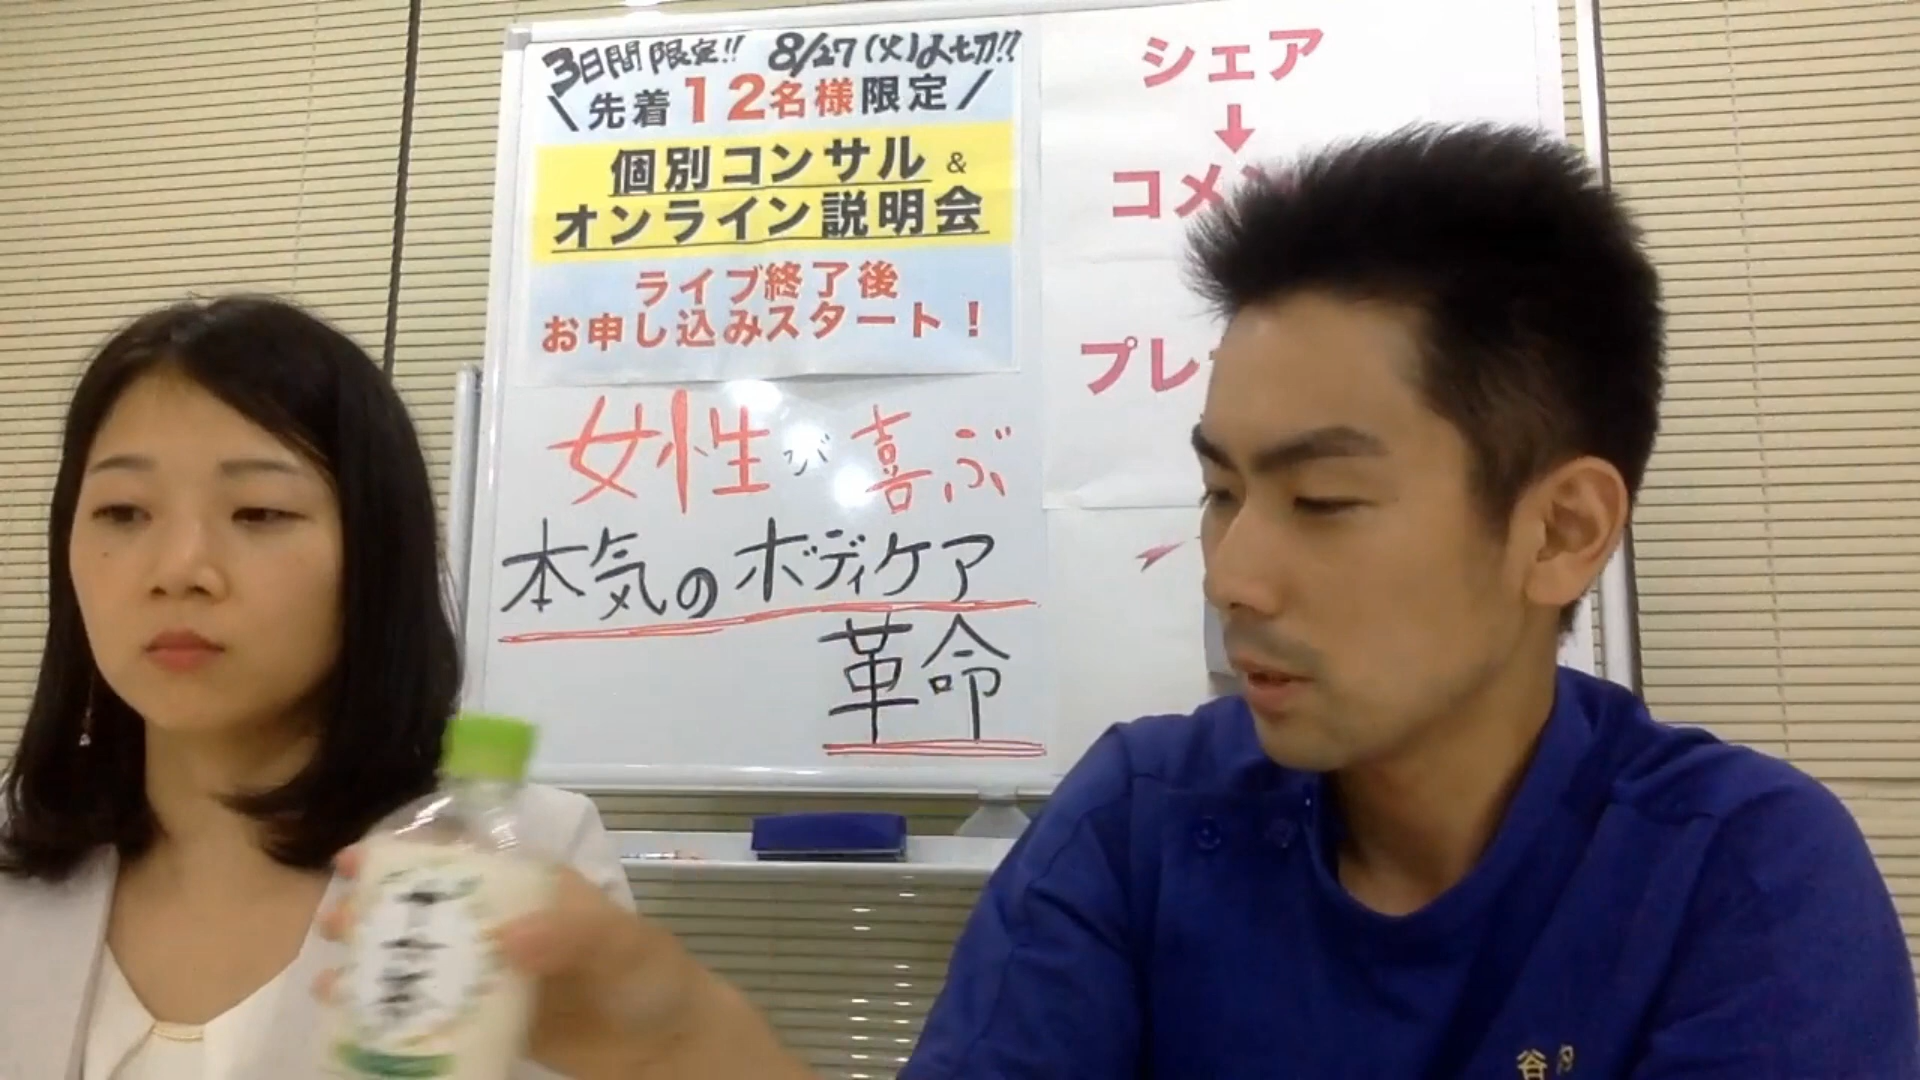 3日間限定!! 8/27(火)〆切!!
\先着12名様限定/
個別コンサル &
オンライン説明会
ライブ終了後
お申し込みスタート!
女性が喜ぶ
本気のボディケア
革命
シェア
↓
コメン
プレ
谷